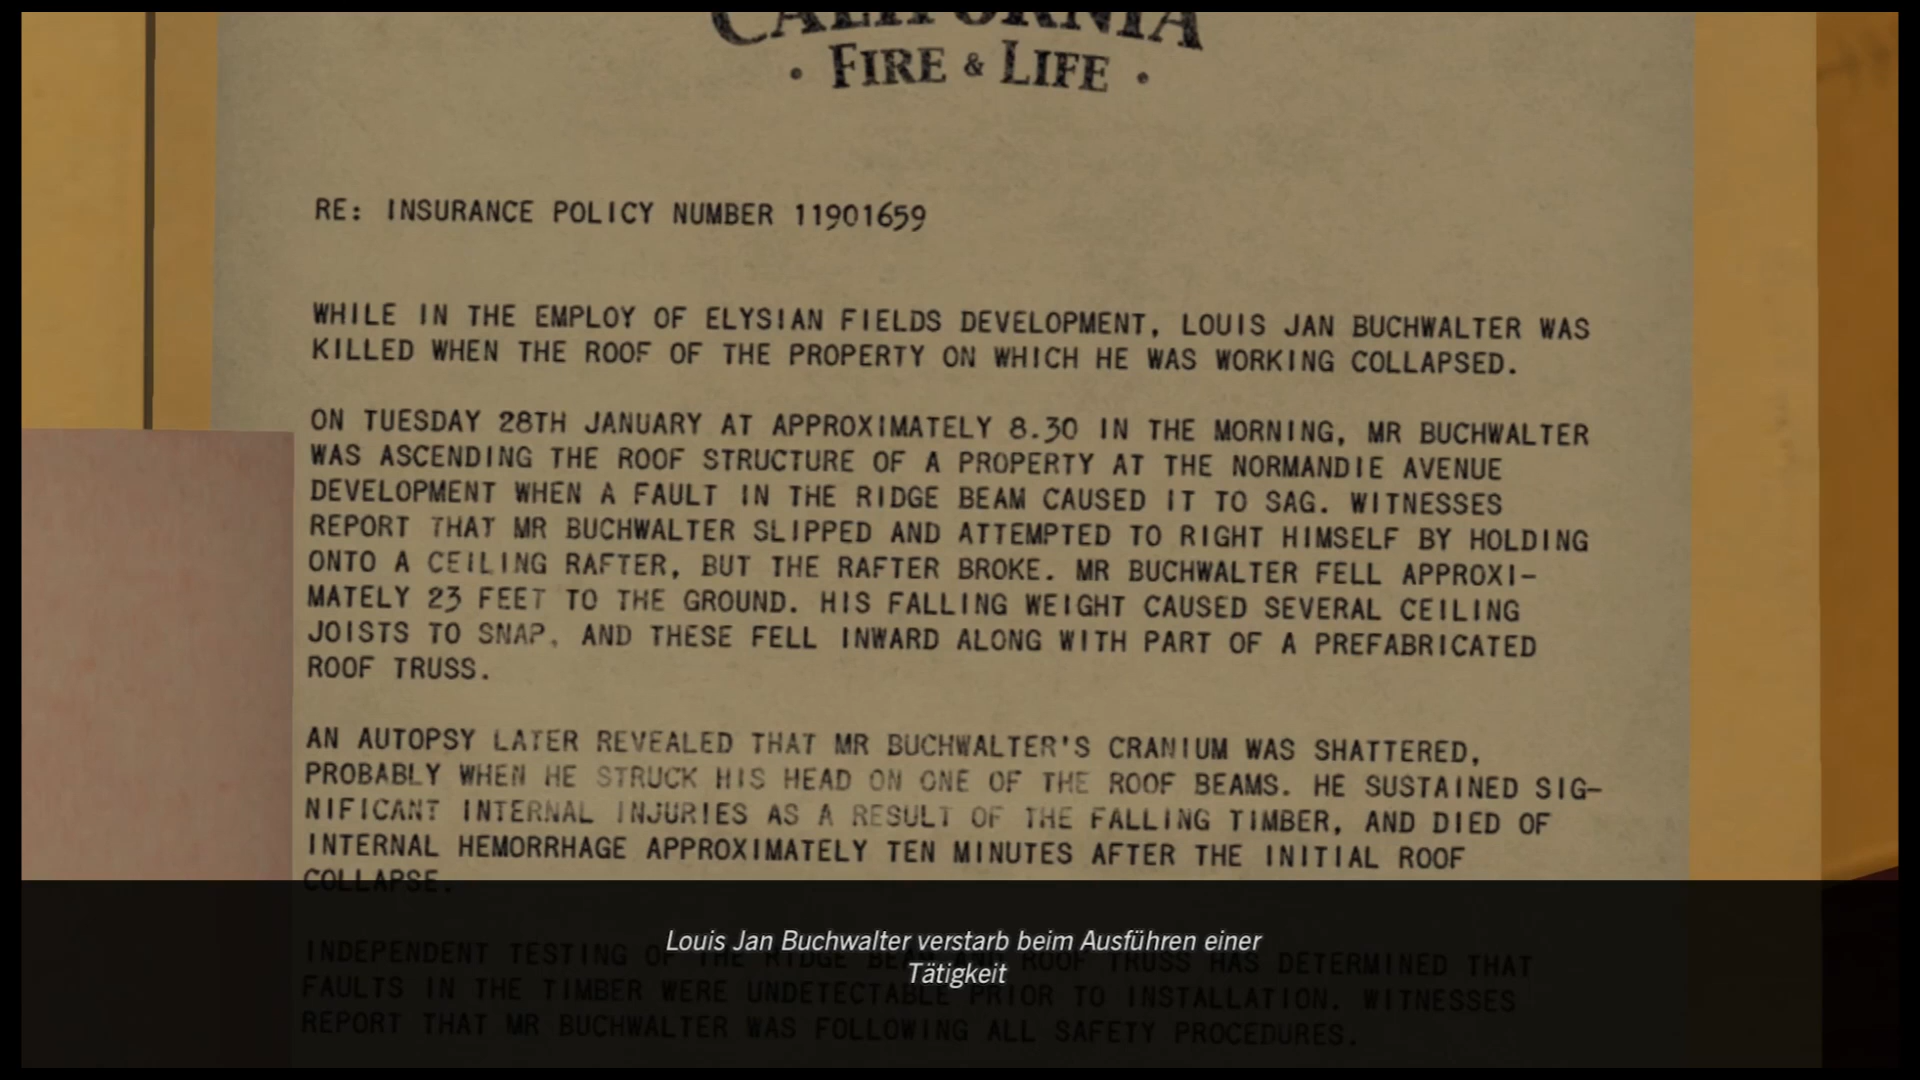 CALIFORNIA
· FIRE & LIFE ·
RE: INSURANCE POLICY NUMBER 11901659
WHILE IN THE EMPLOY OF ELYSIAN FIELDS DEVELOPMENT, LOUIS JAN BUCHWALTER WAS
KILLED WHEN THE ROOF OF THE PROPERTY ON WHICH HE WAS WORKING COLLAPSED.
ON TUESDAY 28TH JANUARY AT APPROXIMATELY 8.30 IN THE MORNING, MR BUCHWALTER
WAS ASCENDING THE ROOF STRUCTURE OF A PROPERTY AT THE NORMANDIE AVENUE
DEVELOPMENT WHEN A FAULT IN THE RIDGE BEAM CAUSED IT TO SAG. WITNESSES
REPORT THAT MR BUCHWALTER SLIPPED AND ATTEMPTED TO RIGHT HIMSELF BY HOLDING
ONTO A CEILING RAFTER, BUT THE RAFTER BROKE. MR BUCHWALTER FELL APPROXI-
MATELY 23 FEET TO THE GROUND. HIS FALLING WEIGHT CAUSED SEVERAL CEILING
JOISTS TO SNAP, AND THESE FELL INWARD ALONG WITH PART OF A PREFABRICATED
ROOF TRUSS.
AN AUTOPSY LATER REVEALED THAT MR BUCHWALTER'S CRANIUM WAS SHATTERED,
PROBABLY WHEN HE STRUCK HIS HEAD ON ONE OF THE ROOF BEAMS. HE SUSTAINED SIG-
NIFICANT INTERNAL INJURIES AS A RESULT OF THE FALLING TIMBER, AND DIED OF
INTERNAL HEMORRHAGE APPROXIMATELY TEN MINUTES AFTER THE INITIAL ROOF
COLLAPSE.
INDEPENDENT TESTING OF THE RIDGE BEAM AND ROOF TRUSS HAS DETERMINED THAT
FAULTS IN THE TIMBER WERE UNDETECTABLE PRIOR TO INSTALLATION. WITNESSES
REPORT THAT MR BUCHWALTER WAS FOLLOWING ALL SAFETY PROCEDURES.
Louis Jan Buchwalter verstarb beim Ausführen einer
Tätigkeit